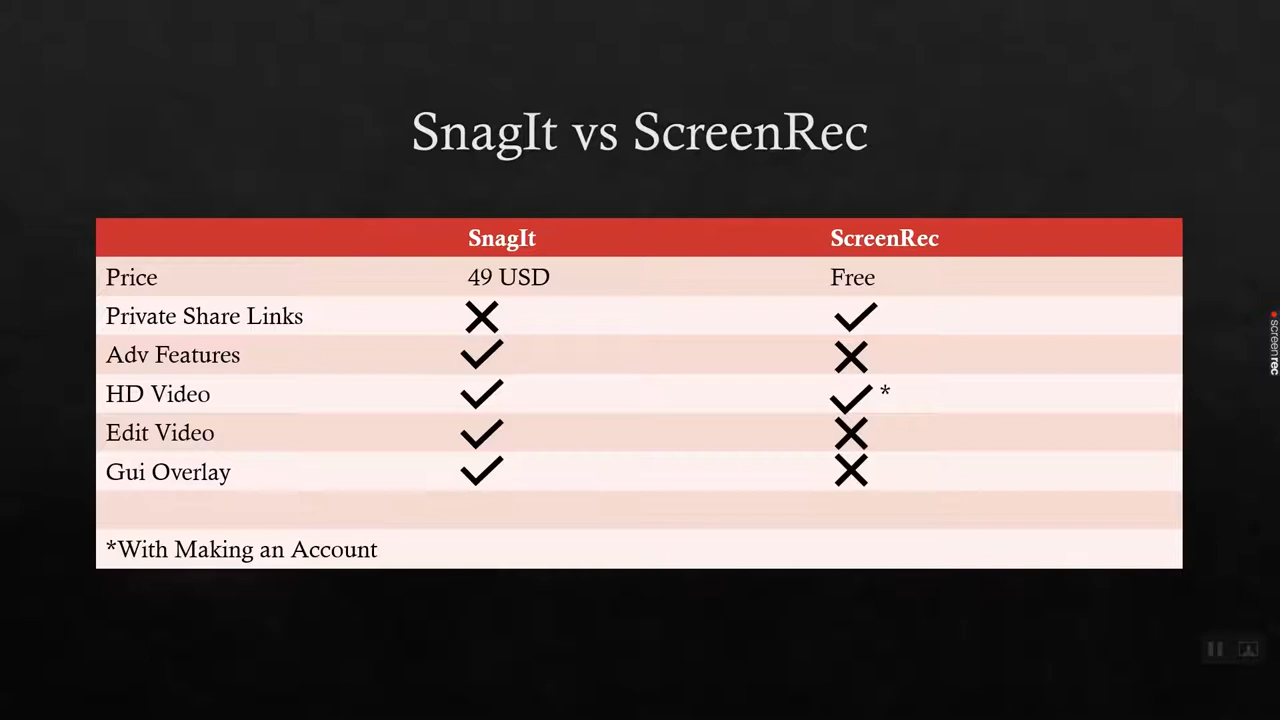 SnagIt vs ScreenRec
SnagIt ScreenRec
Price 49 USD Free
Private Share Links
Adv Features
HD Video *
Edit Video
Gui Overlay
*With Making an Account
screenrec